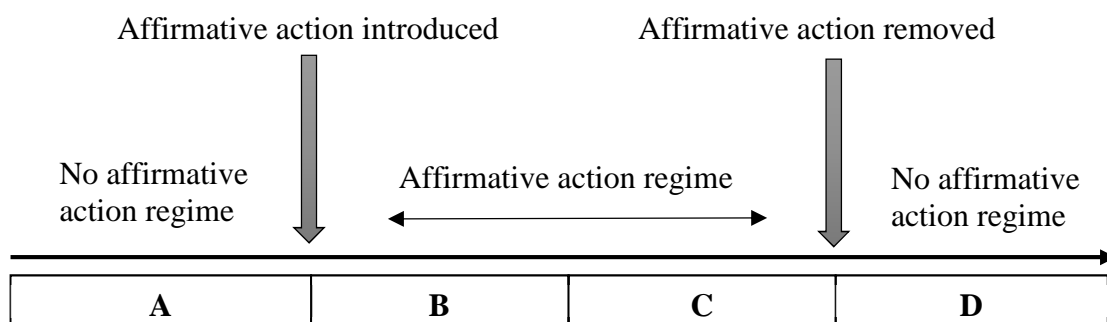 Affirmative action introduced
Affirmative action removed
No affirmative
action regime
Affirmative action regime
No affirmative
action regime
A
B
C
D